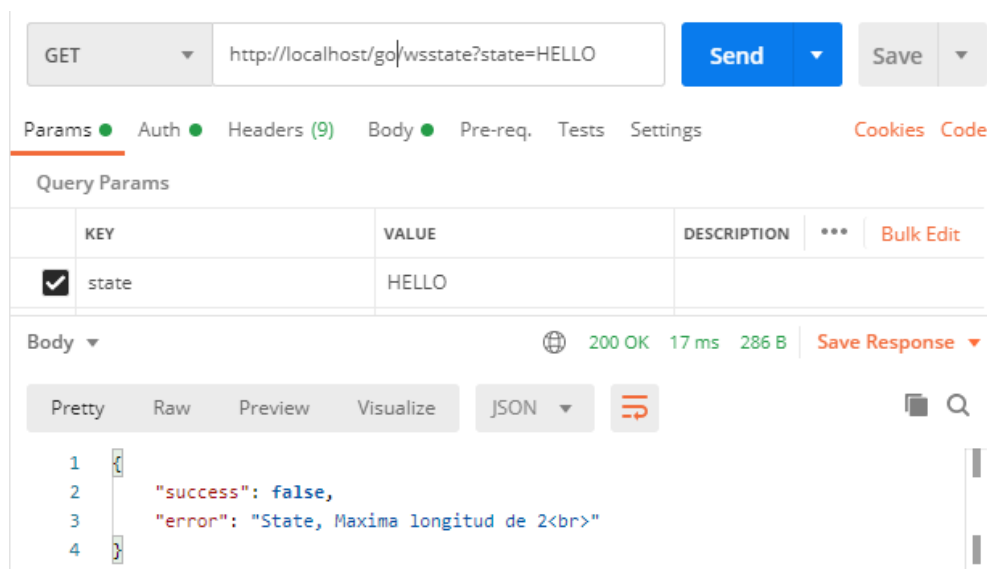 GET http://localhost/go/wsstate?state=HELLO Send Save
Params Auth Headers (9) Body Pre-req. Tests Settings Cookies Code
Query Params
KEY VALUE DESCRIPTION ••• Bulk Edit
state HELLO
Body 200 OK 17 ms 286 B Save Response
Pretty Raw Preview Visualize JSON
1 {
2 "success": false,
3 "error": "State, Maxima longitud de 2<br>"
4 }